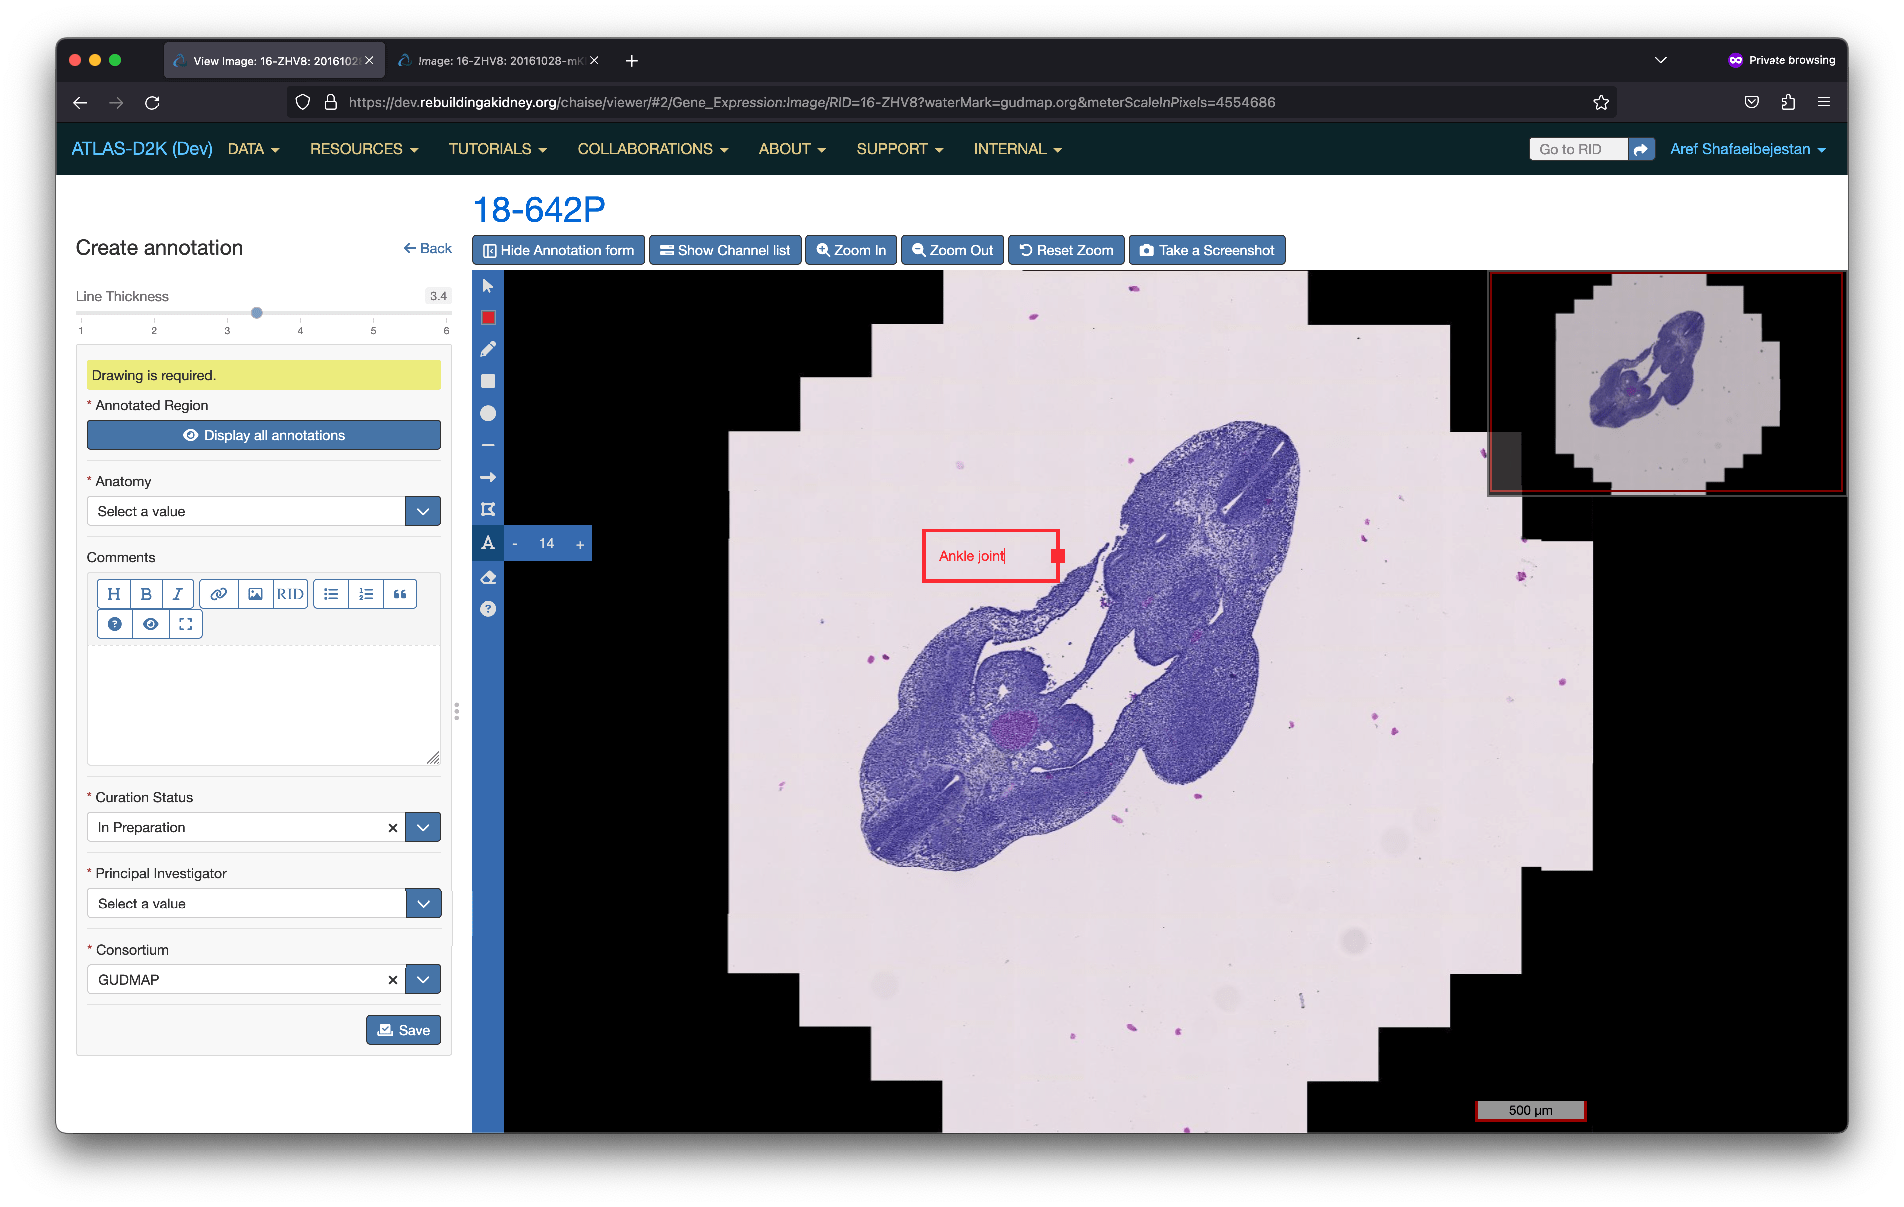 View Image: 16-ZHV8: 2016102
Image: 16-ZHV8: 20161028-mK
Private browsing
https://dev.rebuildingakidney.org/chaise/viewer/#2/Gene_Expression:Image/RID=16-ZHV8?waterMark=gudmap.org&meterScaleInPixels=4554686
ATLAS-D2K (Dev) DATA RESOURCES TUTORIALS COLLABORATIONS ABOUT SUPPORT INTERNAL Go to RID Aref Shafaeibejestan
18-642P
Create annotation
Back
Hide Annotation form Show Channel list Zoom In Zoom Out Reset Zoom Take a Screenshot
Line Thickness 3.4
1 2 3 4 5 6
Drawing is required.
* Annotated Region
Display all annotations
* Anatomy
Select a value
A - 14 +
Ankle joint
Comments
H B I RID
* Curation Status
In Preparation
* Principal Investigator
Select a value
* Consortium
GUDMAP
Save
500 µm